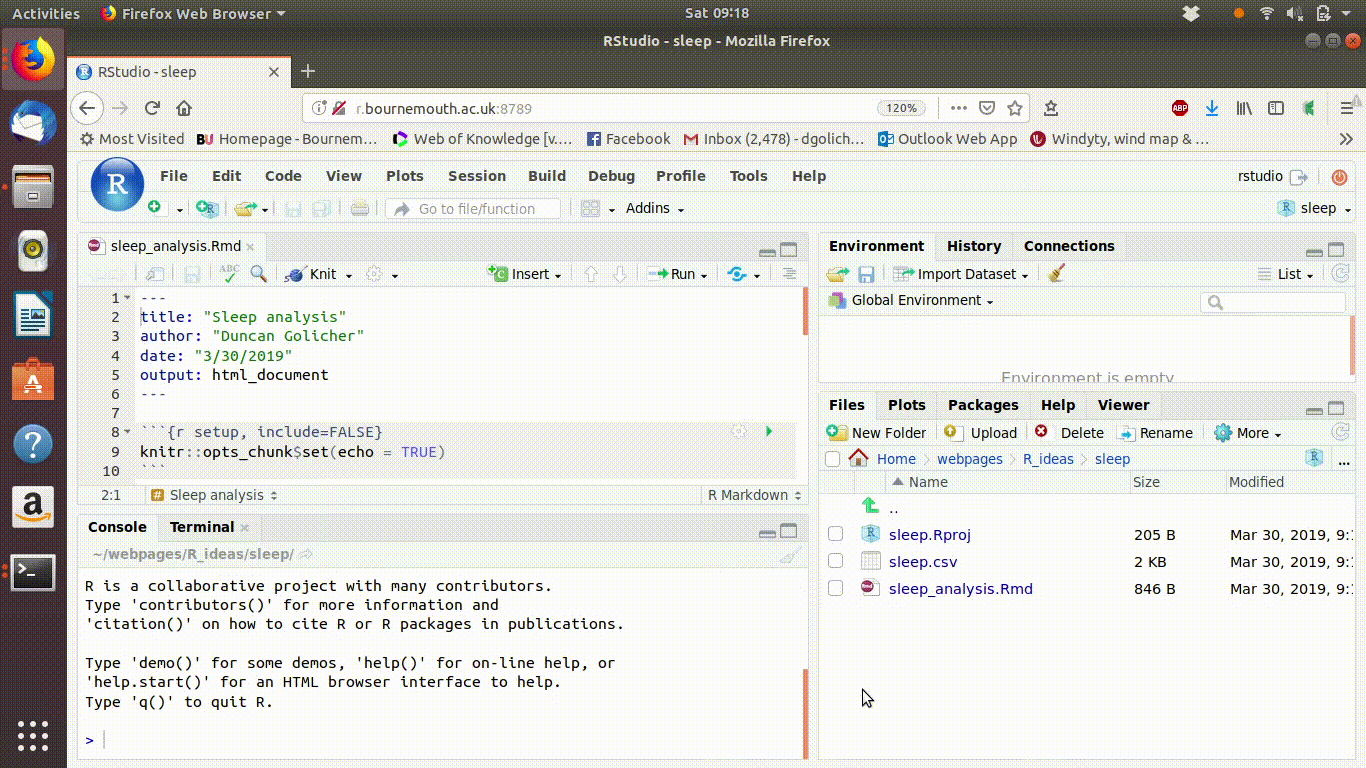 Activities Firefox Web Browser Sat 09:18
RStudio - sleep - Mozilla Firefox
RStudio - sleep
r.bournemouth.ac.uk:8789 120% ABP
Most Visited Homepage - Bournem… Web of Knowledge [v.… Facebook Inbox (2,478) - dgolich… Outlook Web App Windyty, wind map & …
R File Edit Code View Plots Session Build Debug Profile Tools Help rstudio
Go to file/function Addins sleep
sleep_analysis.Rmd
ABC Knit Insert Run
1 ---
2 title: "Sleep analysis"
3 author: "Duncan Golicher"
4 date: "3/30/2019"
5 output: html_document
6 ---
7
8 ```{r setup, include=FALSE}
9 knitr::opts_chunk$set(echo = TRUE)
10 ```
2:1 # Sleep analysis R Markdown
Console Terminal
~/webpages/R_ideas/sleep/
R is a collaborative project with many contributors.
Type 'contributors()' for more information and
'citation()' on how to cite R or R packages in publications.
Type 'demo()' for some demos, 'help()' for on-line help, or
'help.start()' for an HTML browser interface to help.
Type 'q()' to quit R.
>
Environment History Connections
Import Dataset List
Global Environment
Environment is empty
Files Plots Packages Help Viewer
New Folder Upload Delete Rename More
Home webpages R_ideas sleep ...
Name Size Modified
..
sleep.Rproj 205 B Mar 30, 2019, 9:1
sleep.csv 2 KB Mar 30, 2019, 9:1
sleep_analysis.Rmd 846 B Mar 30, 2019, 9:1